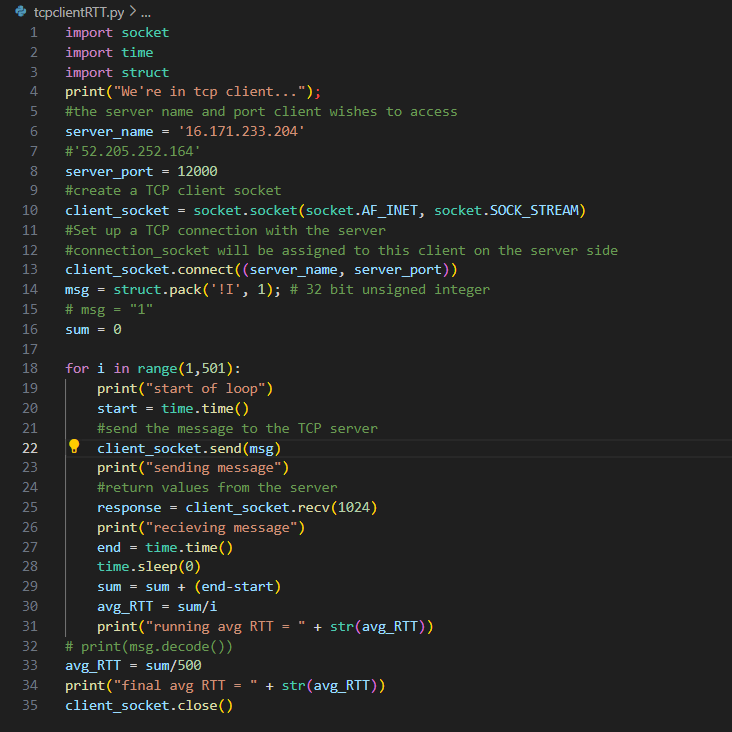 tcpclientRTT.py > ...
1 import socket
2 import time
3 import struct
4 print("We're in tcp client...");
5 #the server name and port client wishes to access
6 server_name = '16.171.233.204'
7 #'52.205.252.164'
8 server_port = 12000
9 #create a TCP client socket
10 client_socket = socket.socket(socket.AF_INET, socket.SOCK_STREAM)
11 #Set up a TCP connection with the server
12 #connection_socket will be assigned to this client on the server side
13 client_socket.connect((server_name, server_port))
14 msg = struct.pack('!I', 1); # 32 bit unsigned integer
15 # msg = "1"
16 sum = 0
17
18 for i in range(1,501):
19     print("start of loop")
20     start = time.time()
21     #send the message to the TCP server
22     client_socket.send(msg)
23     print("sending message")
24     #return values from the server
25     response = client_socket.recv(1024)
26     print("recieving message")
27     end = time.time()
28     time.sleep(0)
29     sum = sum + (end-start)
30     avg_RTT = sum/i
31     print("running avg RTT = " + str(avg_RTT))
32 # print(msg.decode())
33 avg_RTT = sum/500
34 print("final avg RTT = " + str(avg_RTT))
35 client_socket.close()